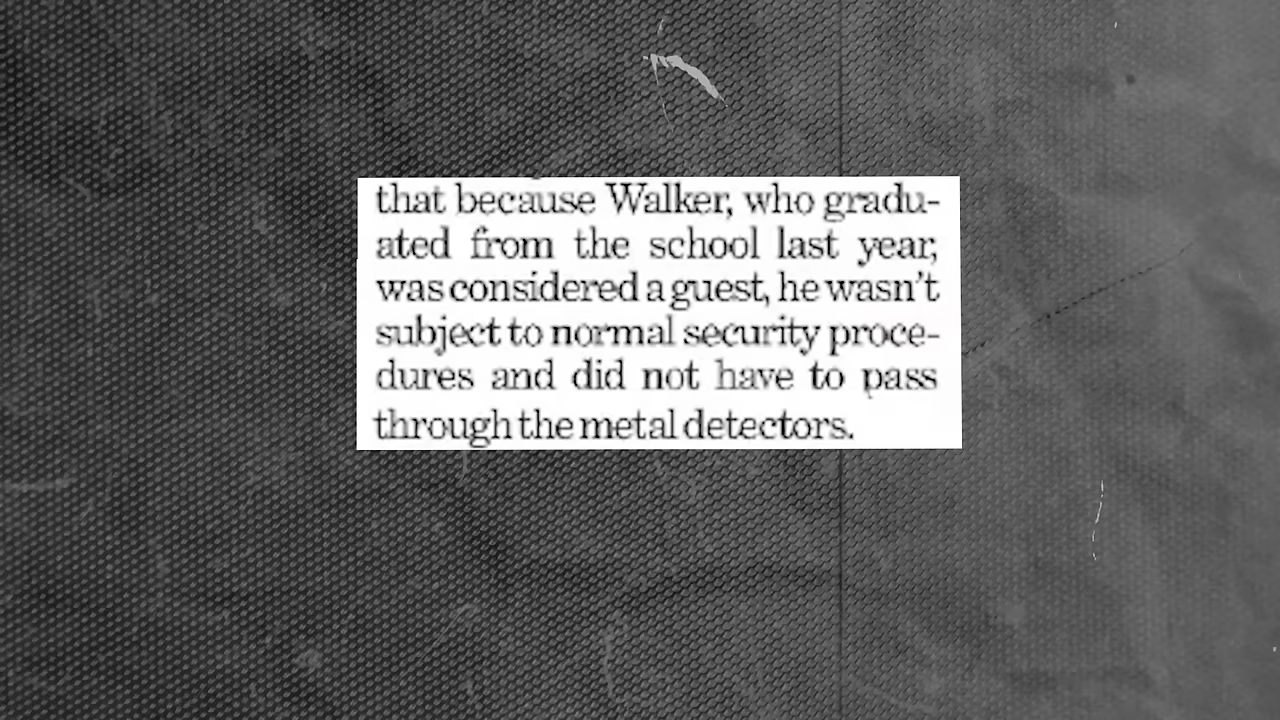 that because Walker, who gradu-
ated from the school last year,
was considered a guest, he wasn't
subject to normal security proce-
dures and did not have to pass
through the metal detectors.